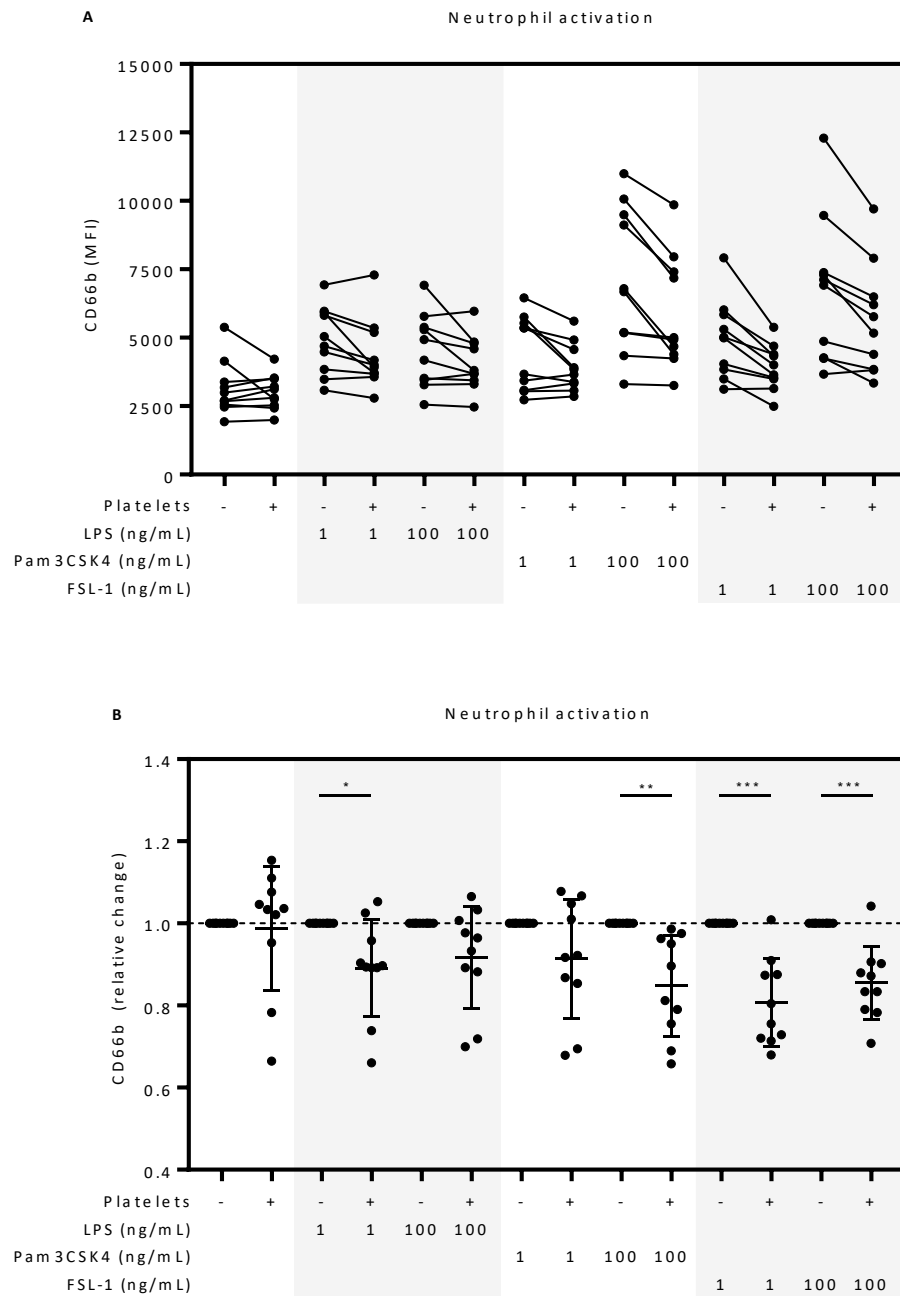 A
Neutrophil activation
15000
12500
10000
7500
5000
2500
0
CD66b (MFI)
Platelets - + - + - + - + - + - + - +
LPS (ng/mL) 1 1 100 100
Pam3CSK4 (ng/mL) 1 1 100 100
FSL-1 (ng/mL) 1 1 100 100
B
Neutrophil activation
1.4
1.2
1.0
0.8
0.6
0.4
CD66b (relative change)
* ** *** ***
Platelets - + - + - + - + - + - + - +
LPS (ng/mL) 1 1 100 100
Pam3CSK4 (ng/mL) 1 1 100 100
FSL-1 (ng/mL) 1 1 100 100